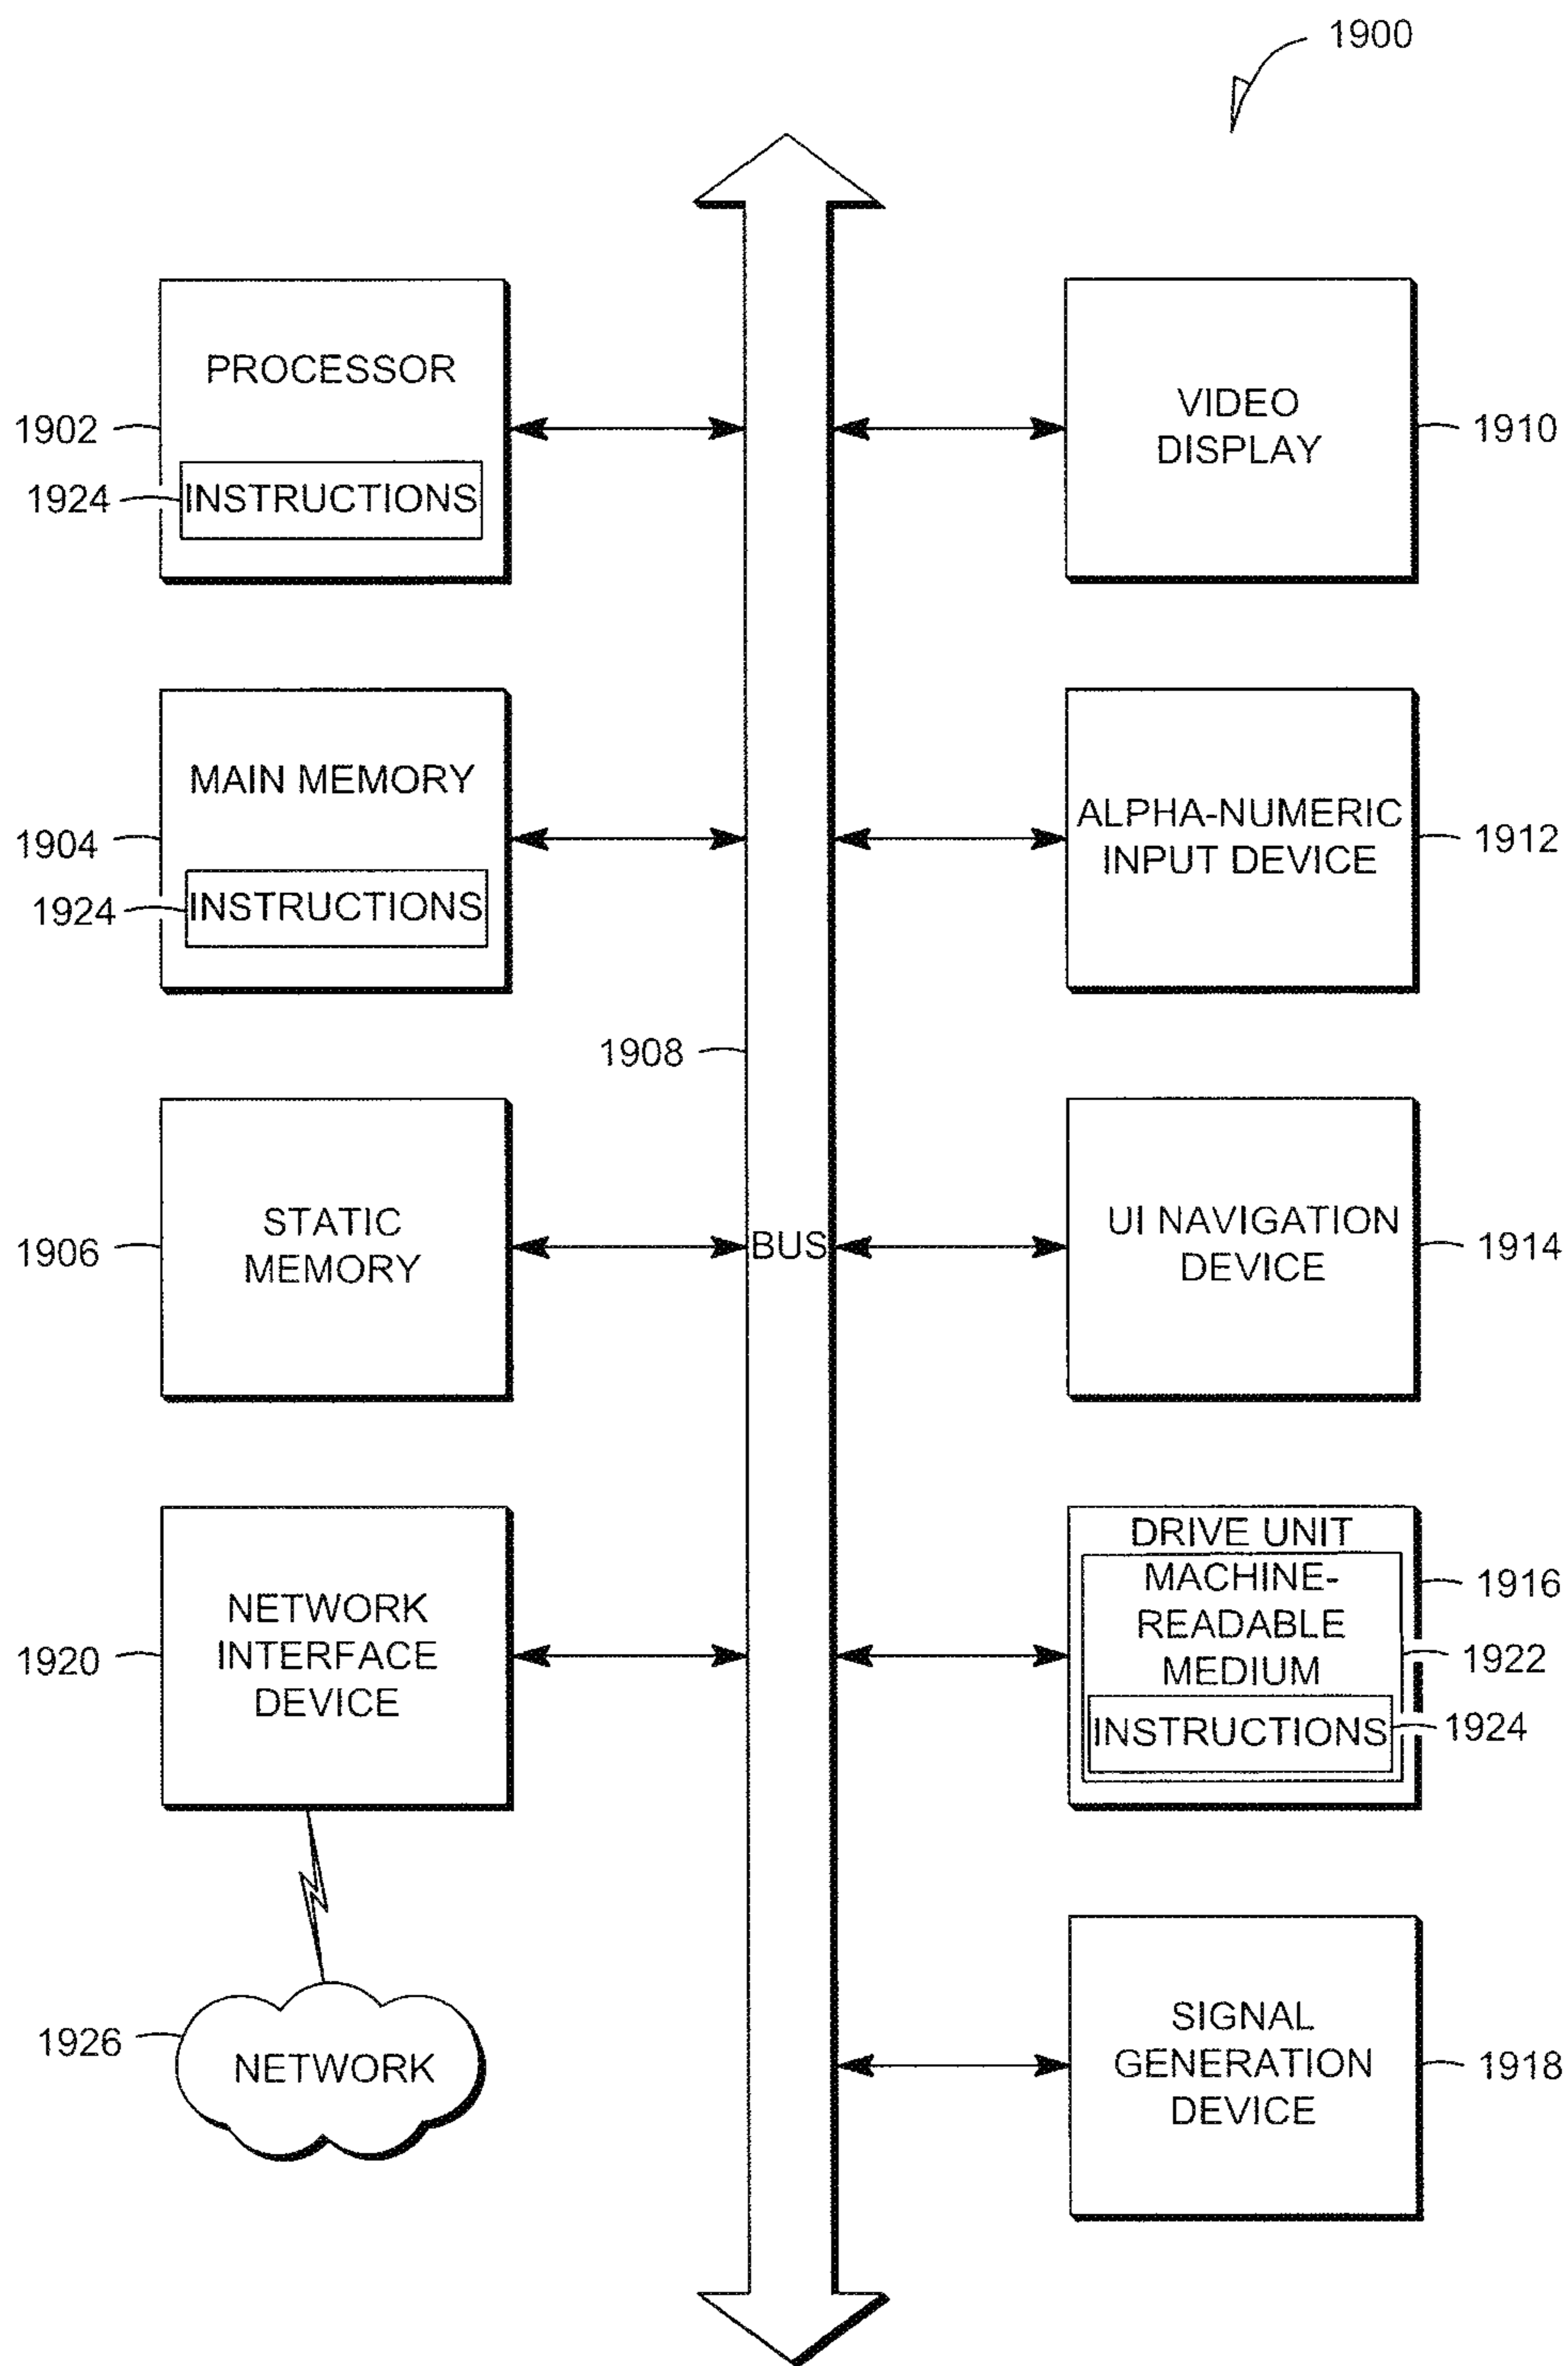 1900
PROCESSOR
1902
1924
INSTRUCTIONS
VIDEO
DISPLAY
1910
MAIN MEMORY
1904
1924
INSTRUCTIONS
ALPHA-NUMERIC
INPUT DEVICE
1912
1908
STATIC
MEMORY
1906
BUS
UI NAVIGATION
DEVICE
1914
NETWORK
INTERFACE
DEVICE
1920
DRIVE UNIT
MACHINE-
READABLE
MEDIUM
INSTRUCTIONS
1916
1922
1924
1926
NETWORK
SIGNAL
GENERATION
DEVICE
1918